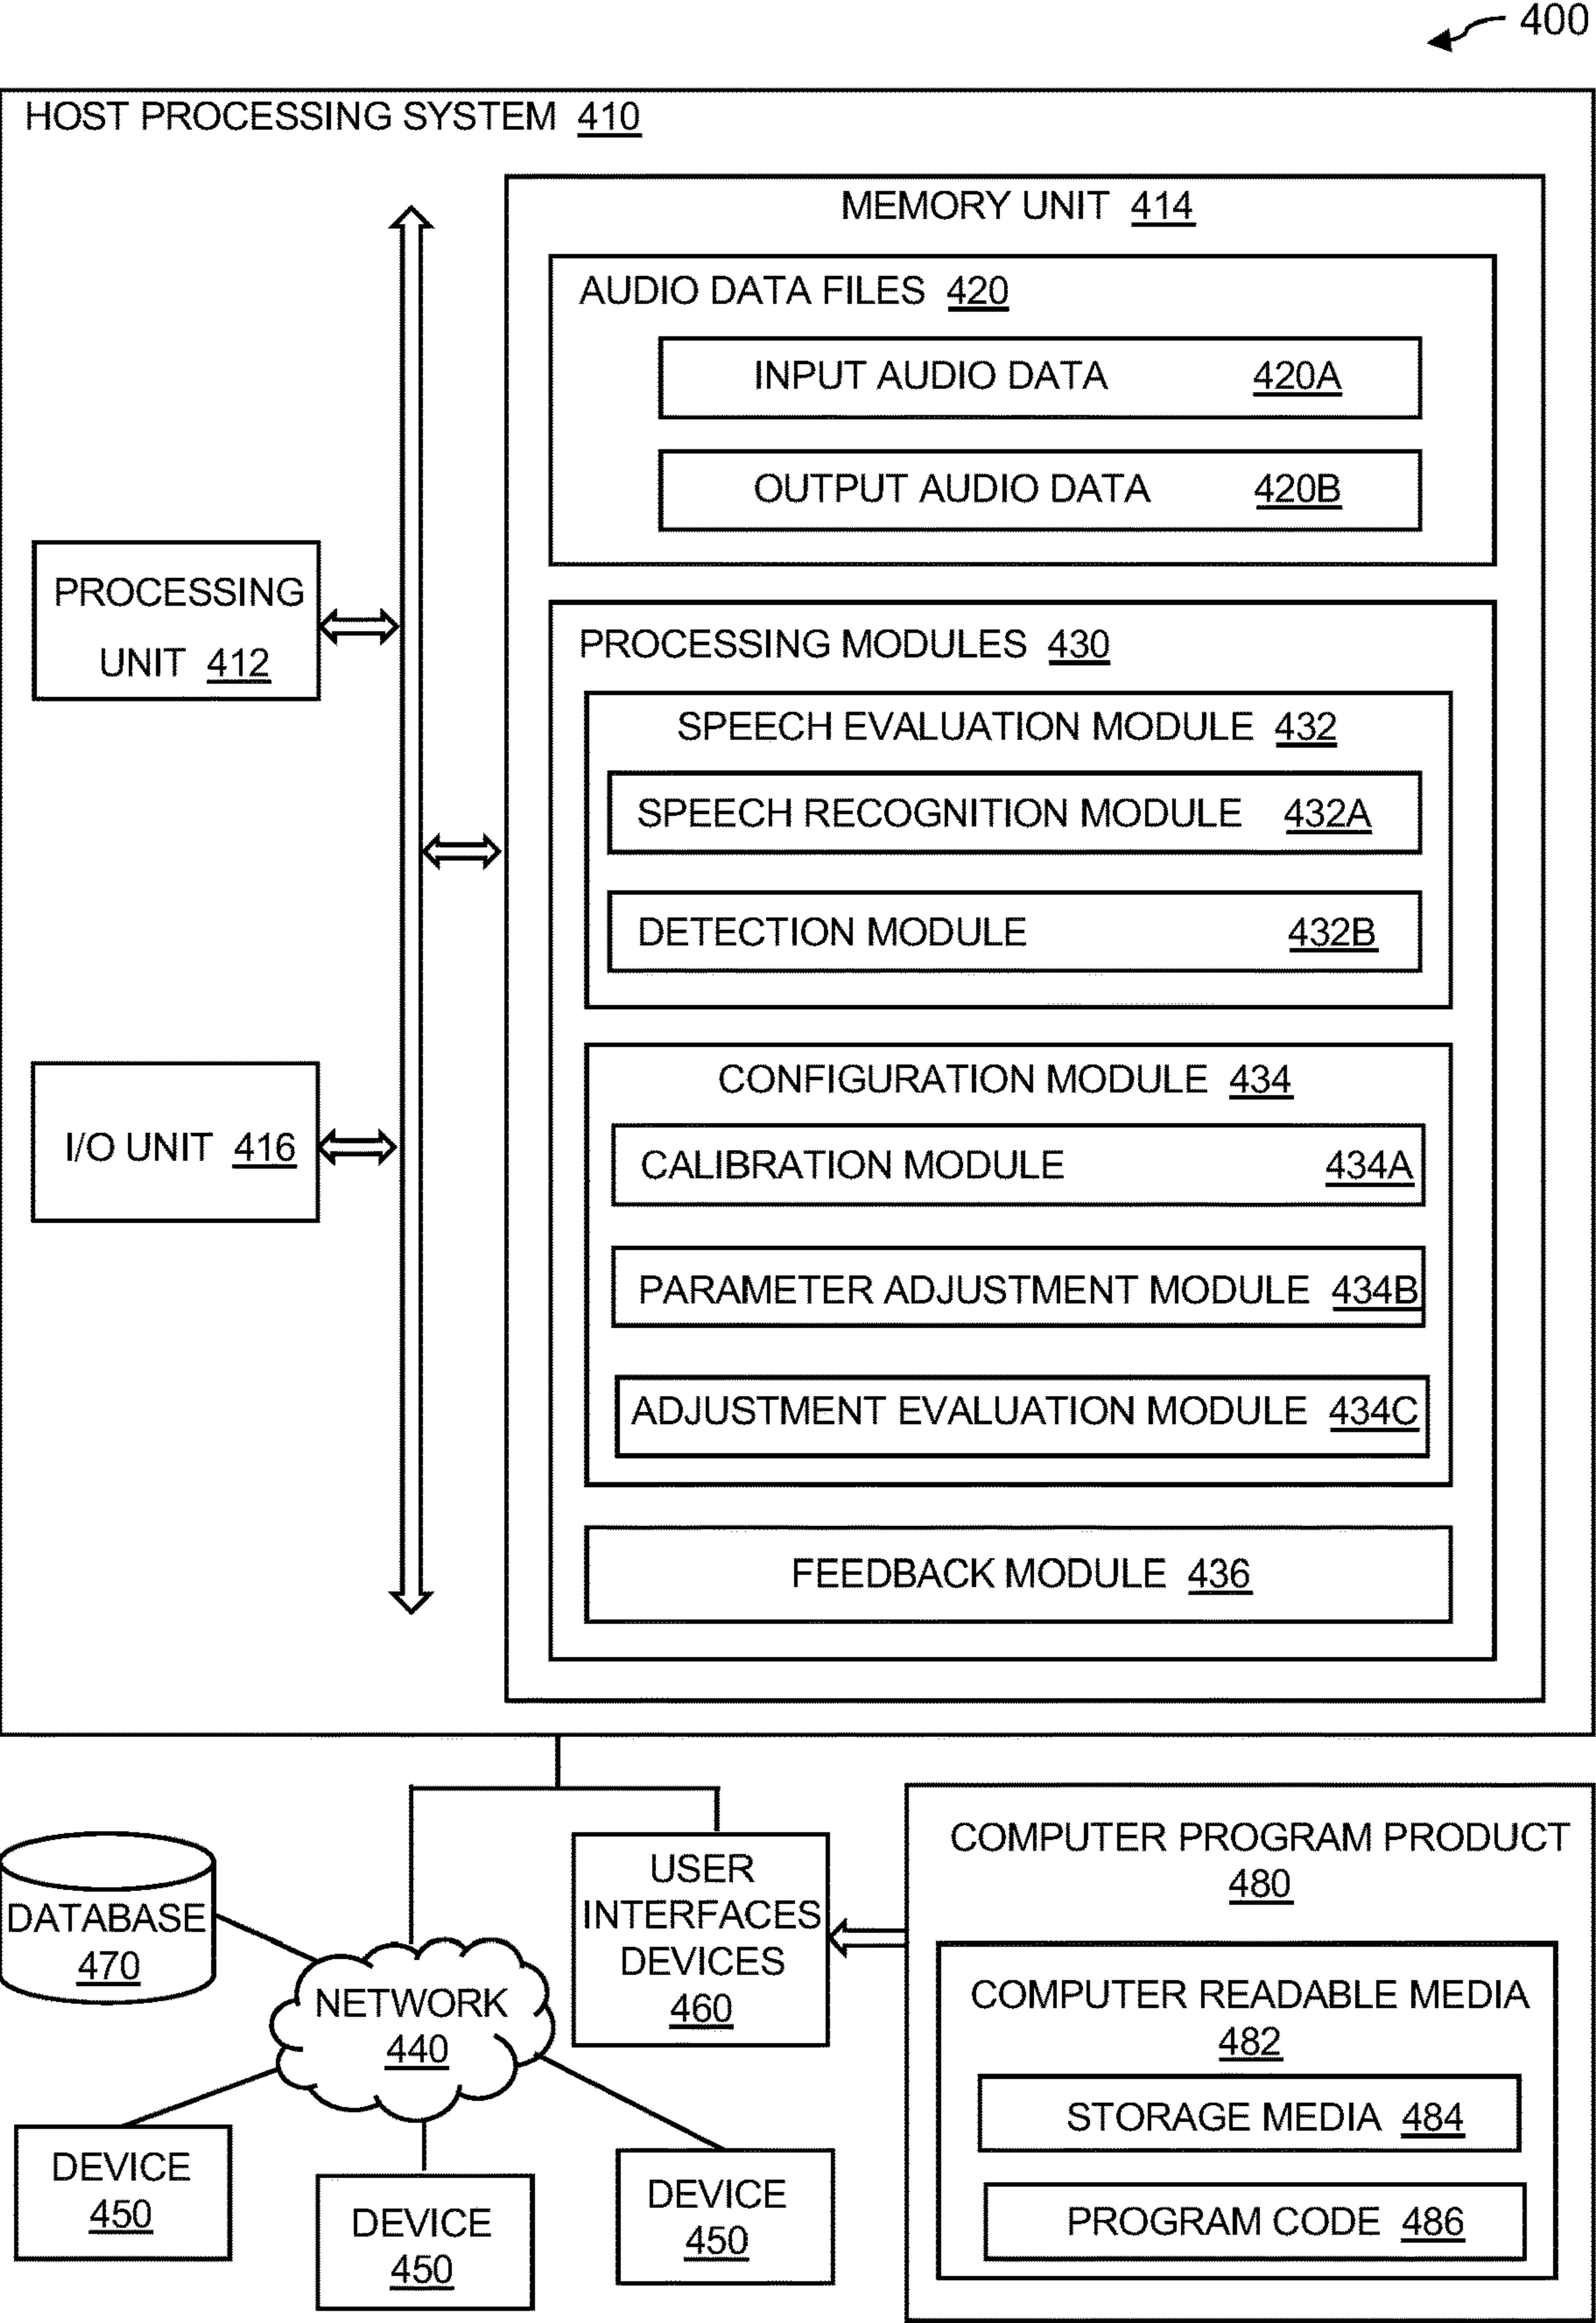 400
HOST PROCESSING SYSTEM 410
MEMORY UNIT 414
AUDIO DATA FILES 420
INPUT AUDIO DATA 420A
OUTPUT AUDIO DATA 420B
PROCESSING
UNIT 412
PROCESSING MODULES 430
SPEECH EVALUATION MODULE 432
SPEECH RECOGNITION MODULE 432A
DETECTION MODULE 432B
I/O UNIT 416
CONFIGURATION MODULE 434
CALIBRATION MODULE 434A
PARAMETER ADJUSTMENT MODULE 434B
ADJUSTMENT EVALUATION MODULE 434C
FEEDBACK MODULE 436
DATABASE
470
NETWORK
440
USER
INTERFACES
DEVICES
460
COMPUTER PROGRAM PRODUCT
480
COMPUTER READABLE MEDIA
482
STORAGE MEDIA 484
PROGRAM CODE 486
DEVICE
450
DEVICE
450
DEVICE
450